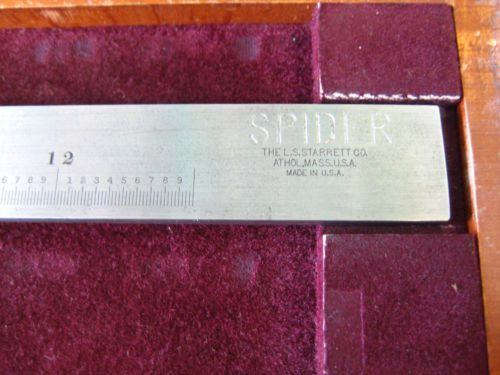 SPIDER
THE L.S. STARRETT CO.
ATHOL, MASS. U.S.A.
MADE IN U.S.A.
12
6 7 8 9 1 2 3 4 5 6 7 8 9